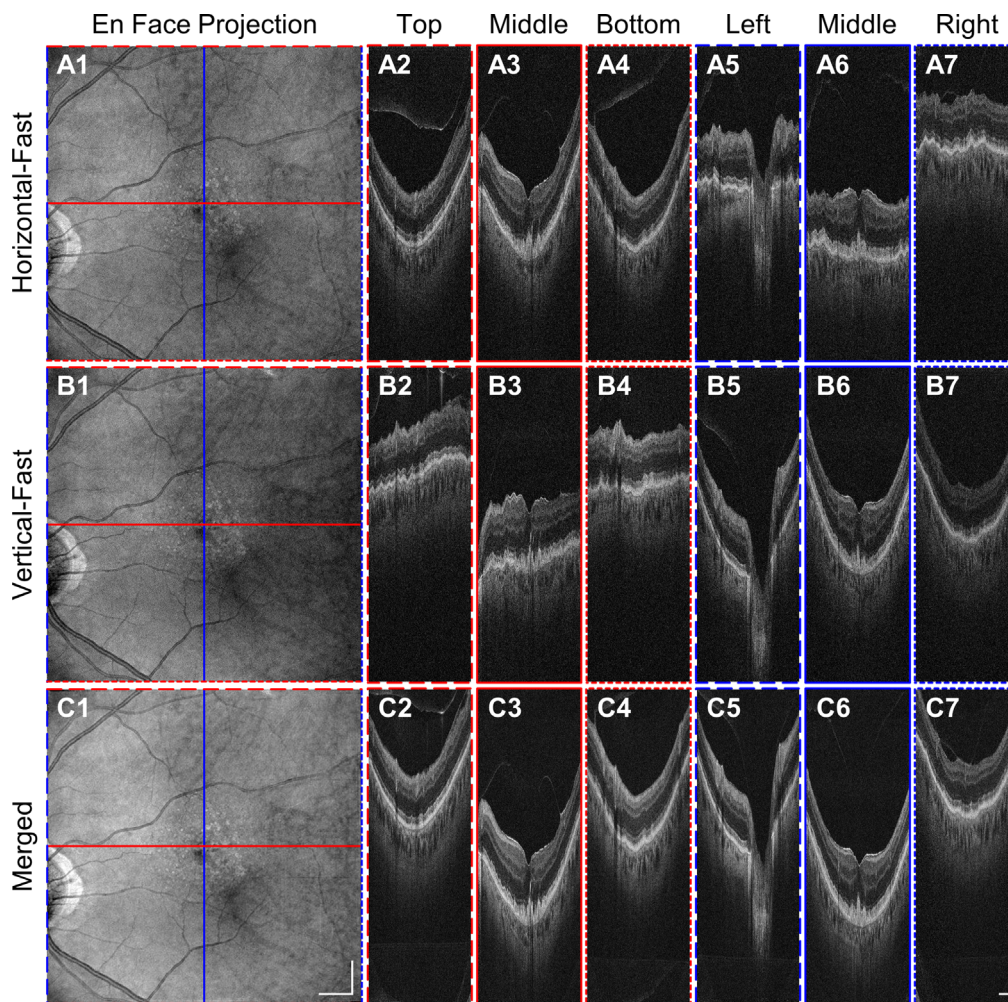 En Face Projection Top Middle Bottom Left Middle Right
Horizontal-Fast
A1 A2 A3 A4 A5 A6 A7
Vertical-Fast
B1 B2 B3 B4 B5 B6 B7
Merged
C1 C2 C3 C4 C5 C6 C7